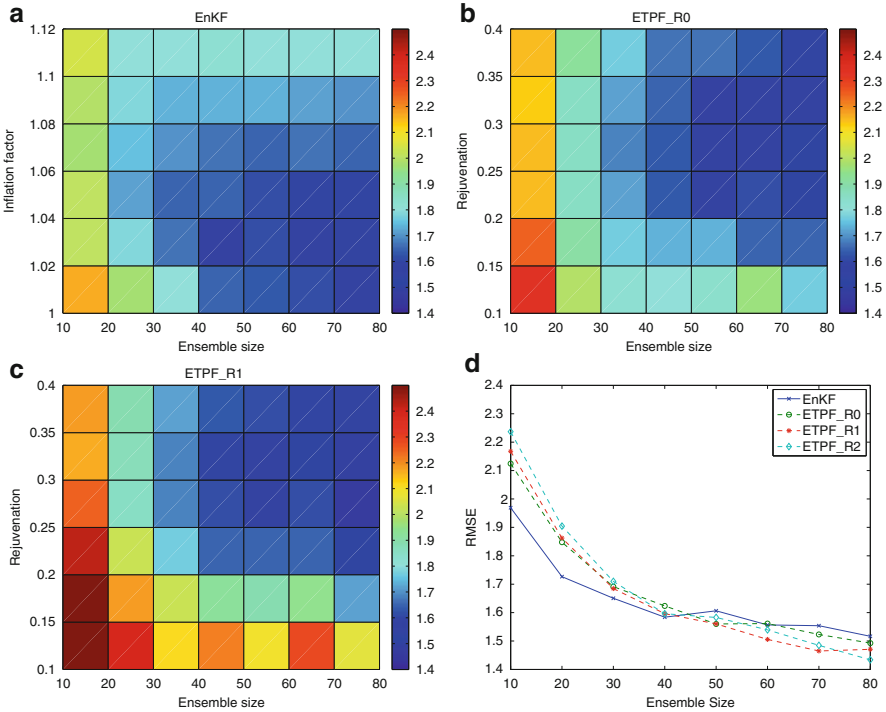 a
EnKF
1.12
1.1
1.08
1.06
1.04
1.02
1
Inflation factor
10 20 30 40 50 60 70 80
Ensemble size
2.4
2.3
2.2
2.1
2
1.9
1.8
1.7
1.6
1.5
1.4
b
ETPF_R0
0.4
0.35
0.3
0.25
0.2
0.15
0.1
Rejuvenation
10 20 30 40 50 60 70 80
Ensemble size
2.4
2.3
2.2
2.1
2
1.9
1.8
1.7
1.6
1.5
1.4
c
ETPF_R1
0.4
0.35
0.3
0.25
0.2
0.15
0.1
Rejuvenation
10 20 30 40 50 60 70 80
Ensemble size
2.4
2.3
2.2
2.1
2
1.9
1.8
1.7
1.6
1.5
1.4
d
2.4
2.3
2.2
2.1
2
1.9
1.8
1.7
1.6
1.5
1.4
RMSE
EnKF
ETPF_R0
ETPF_R1
ETPF_R2
10 20 30 40 50 60 70 80
Ensemble Size